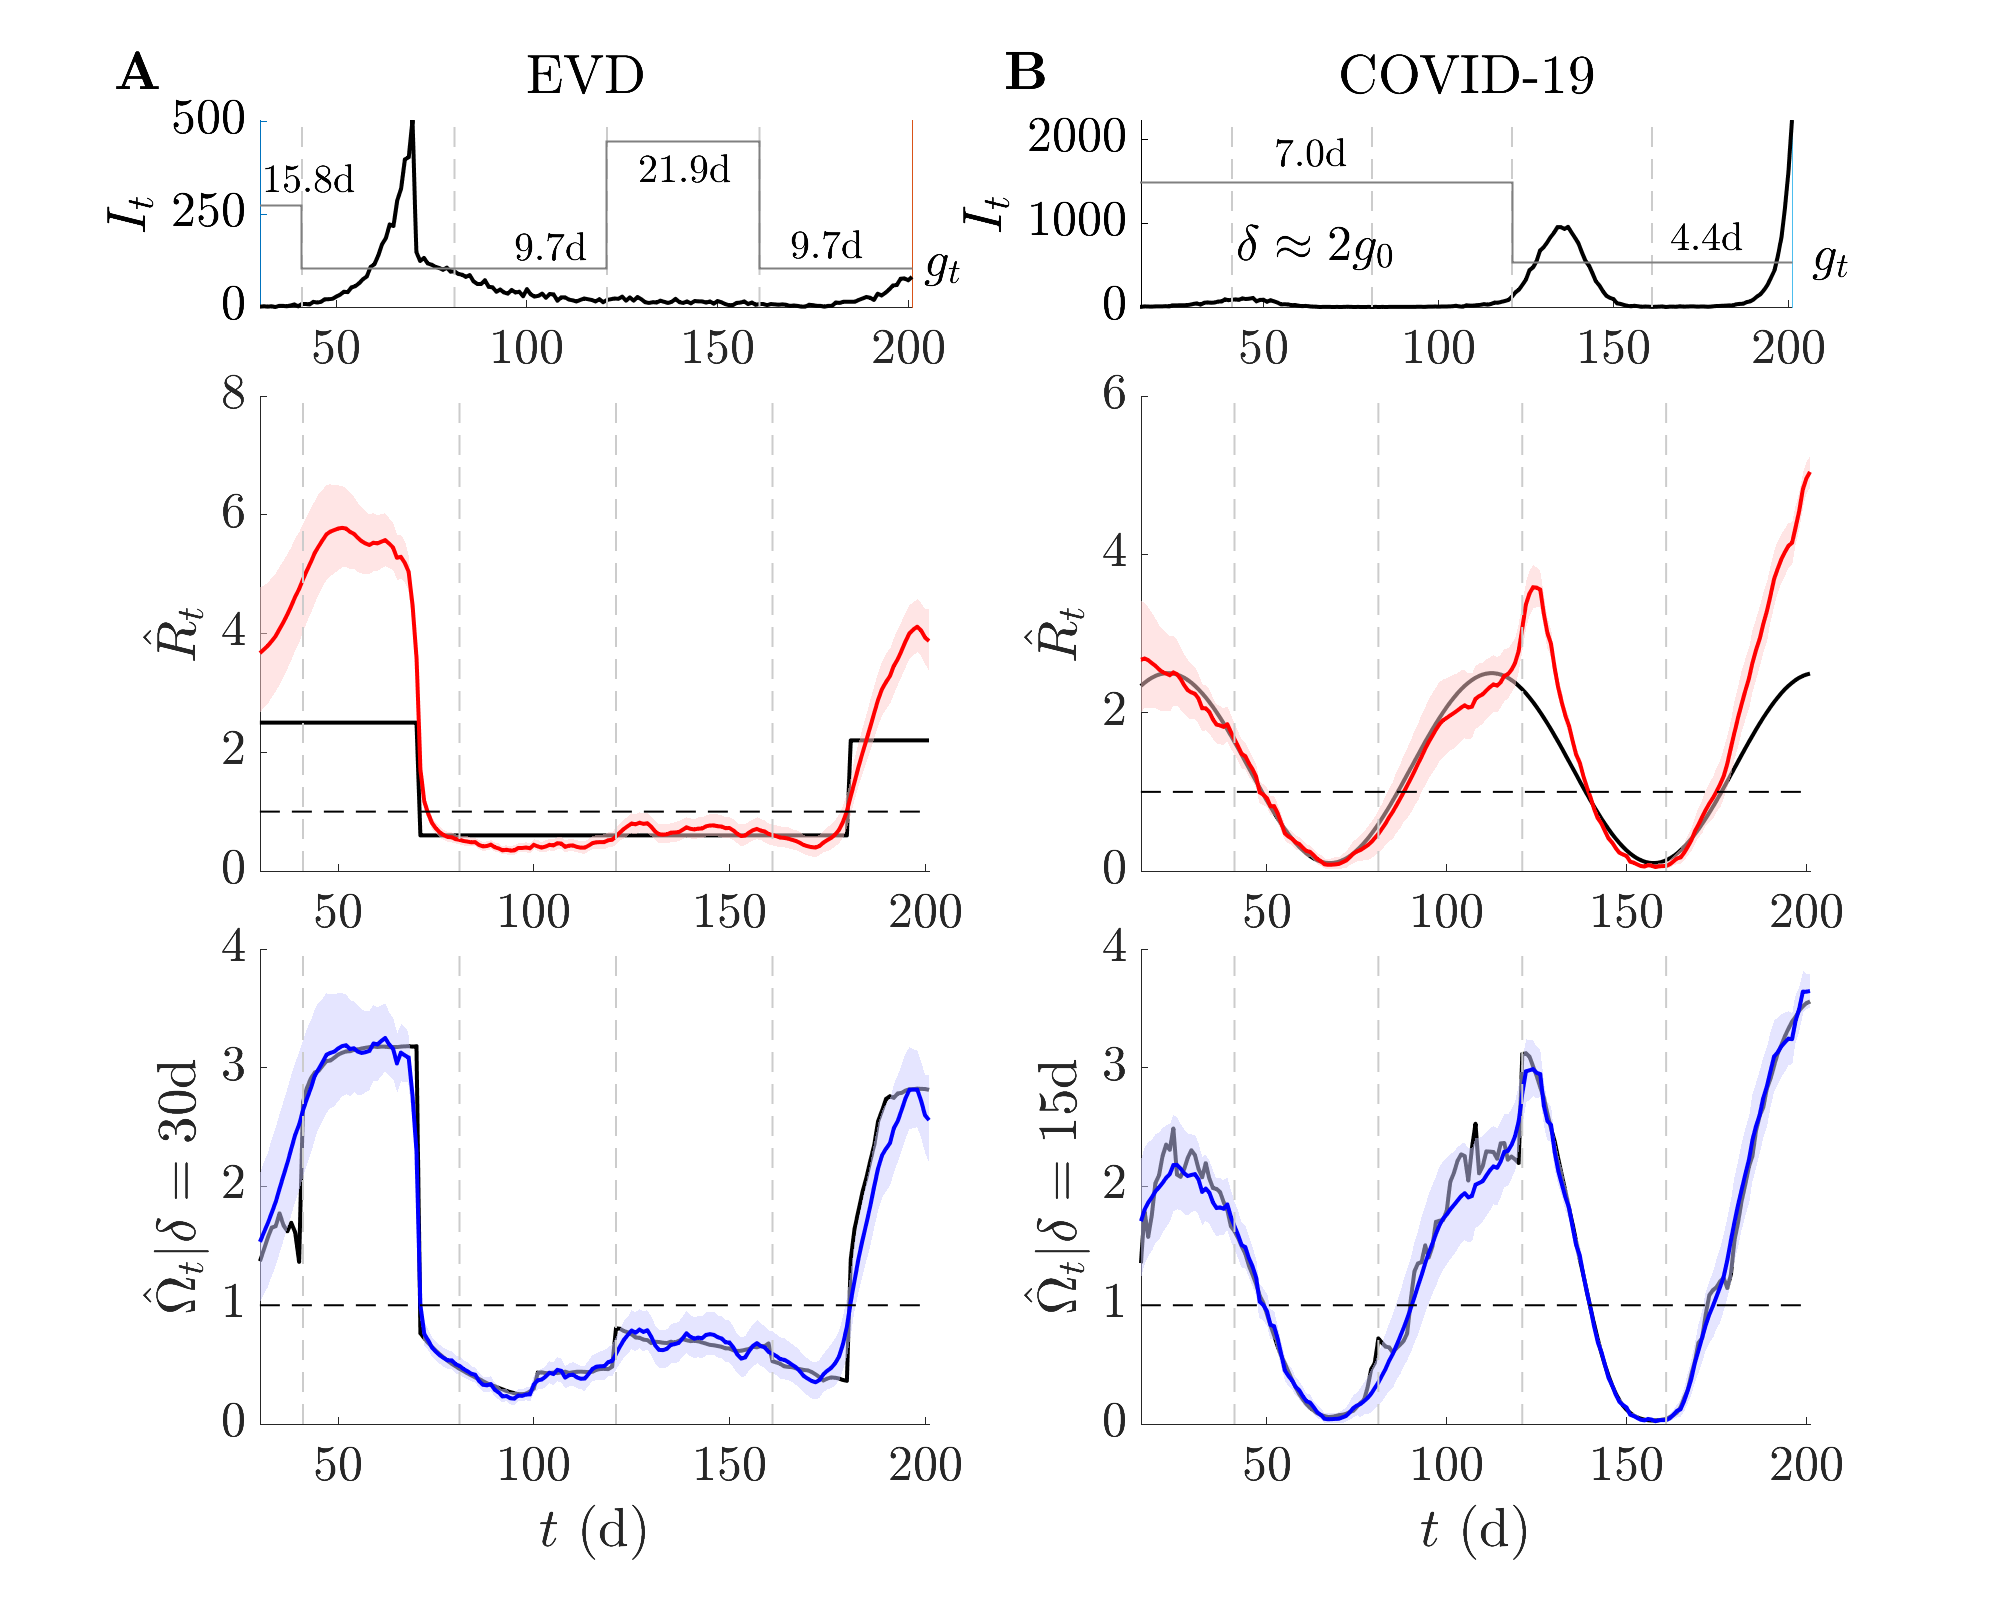 A
EVD
500
250
0
I_t
15.8d
9.7d
21.9d
9.7d
g_t
50 100 150 200
B
COVID-19
2000
1000
0
I_t
7.0d
δ ≈ 2g_0
4.4d
g_t
50 100 150 200
8
6
4
2
0
R̂_t
50 100 150 200
6
4
2
0
R̂_t
50 100 150 200
4
3
2
1
0
Ω̂_t|δ = 30d
50 100 150 200
t (d)
4
3
2
1
0
Ω̂_t|δ = 15d
50 100 150 200
t (d)